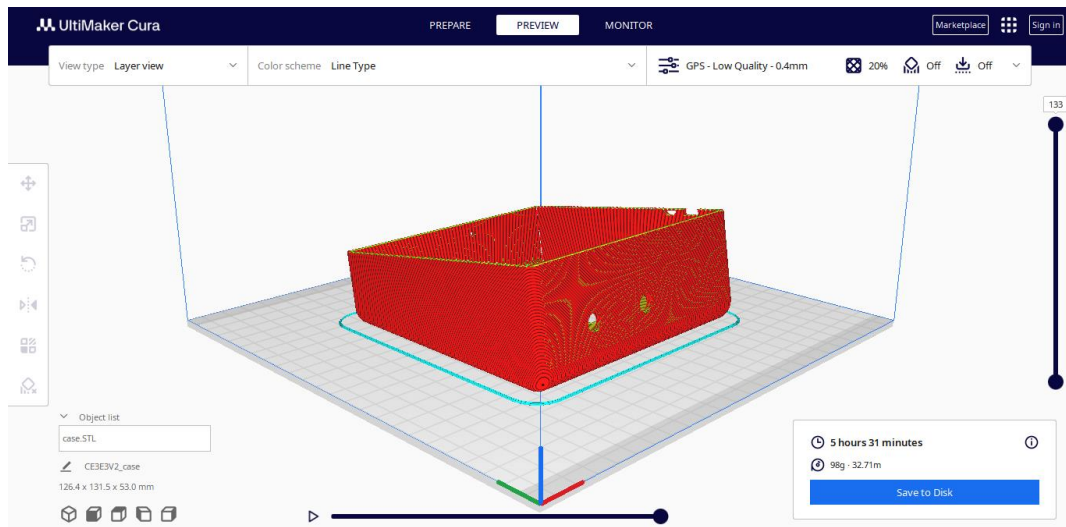 UltiMaker Cura
PREPARE PREVIEW MONITOR
Marketplace Sign in
View type Layer view Color scheme Line Type GPS - Low Quality - 0.4mm 20% Off Off
133
Object list
case.STL
CE3E3V2_case
126.4 x 131.5 x 53.0 mm
5 hours 31 minutes
98g · 32.71m
Save to Disk